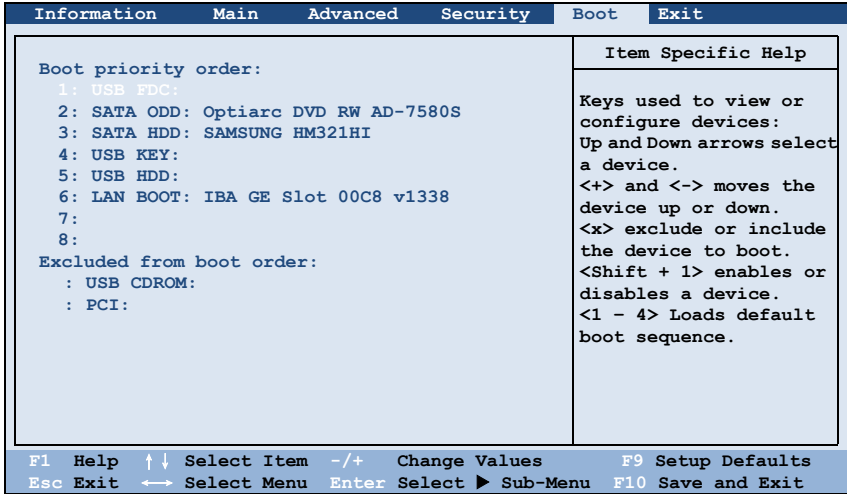 Information Main Advanced Security Boot Exit
Boot priority order:
1: USB FDC:
2: SATA ODD: Optiarc DVD RW AD-7580S
3: SATA HDD: SAMSUNG HM321HI
4: USB KEY:
5: USB HDD:
6: LAN BOOT: IBA GE Slot 00C8 v1338
7:
8:
Excluded from boot order:
: USB CDROM:
: PCI:
Item Specific Help
Keys used to view or
configure devices:
Up and Down arrows select
a device.
<+> and <-> moves the
device up or down.
<x> exclude or include
the device to boot.
<Shift + 1> enables or
disables a device.
<1 – 4> Loads default
boot sequence.
F1 Help ↑↓ Select Item -/+ Change Values F9 Setup Defaults
Esc Exit ←→ Select Menu Enter Select ▶ Sub-Menu F10 Save and Exit